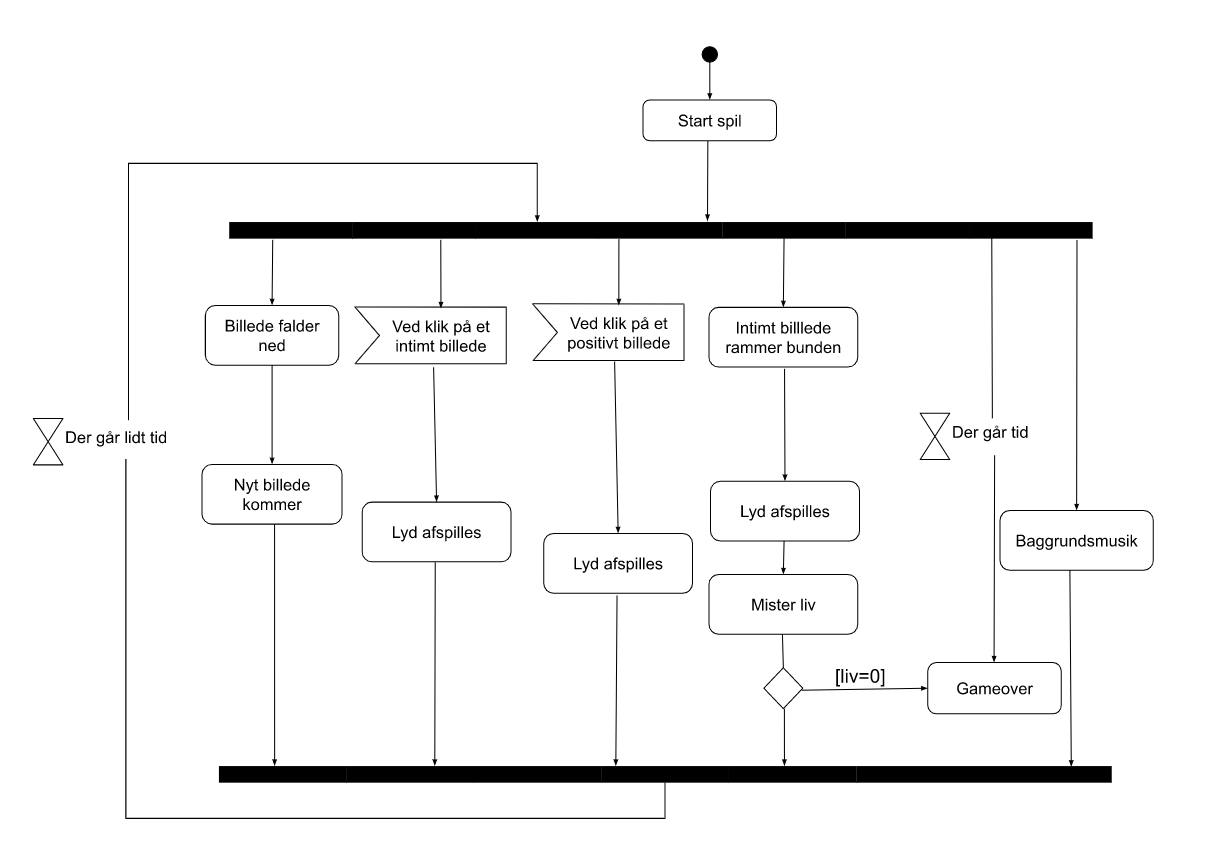 Start spil
Billede falder
ned
Ved klik på et
intimt billede
Ved klik på et
positivt billede
Intimt billlede
rammer bunden
Der går lidt tid
Der går tid
Nyt billede
kommer
Lyd afspilles
Lyd afspilles
Lyd afspilles
Baggrundsmusik
Mister liv
[liv=0]
Gameover